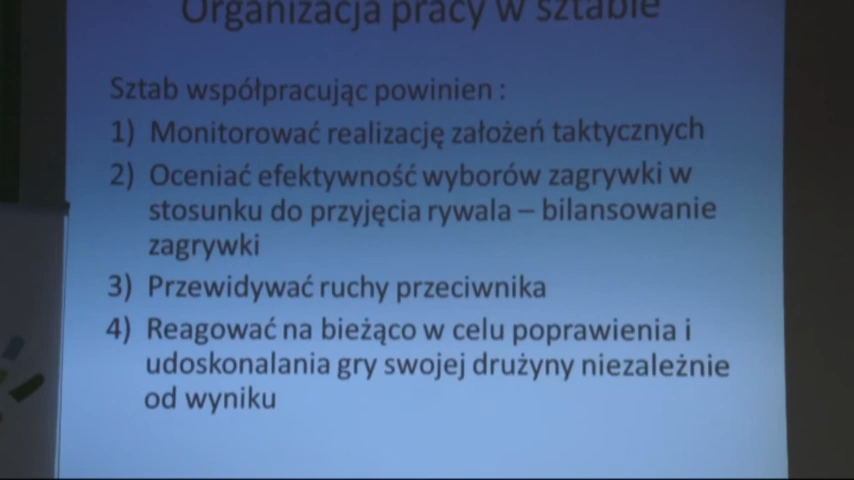 Organizacja pracy w sztabie
Sztab współpracując powinien :
1) Monitorować realizację założeń taktycznych
2) Oceniać efektywność wyborów zagrywki w
stosunku do przyjęcia rywala – bilansowanie
zagrywki
3) Przewidywać ruchy przeciwnika
4) Reagować na bieżąco w celu poprawienia i
udoskonalania gry swojej drużyny niezależnie
od wyniku